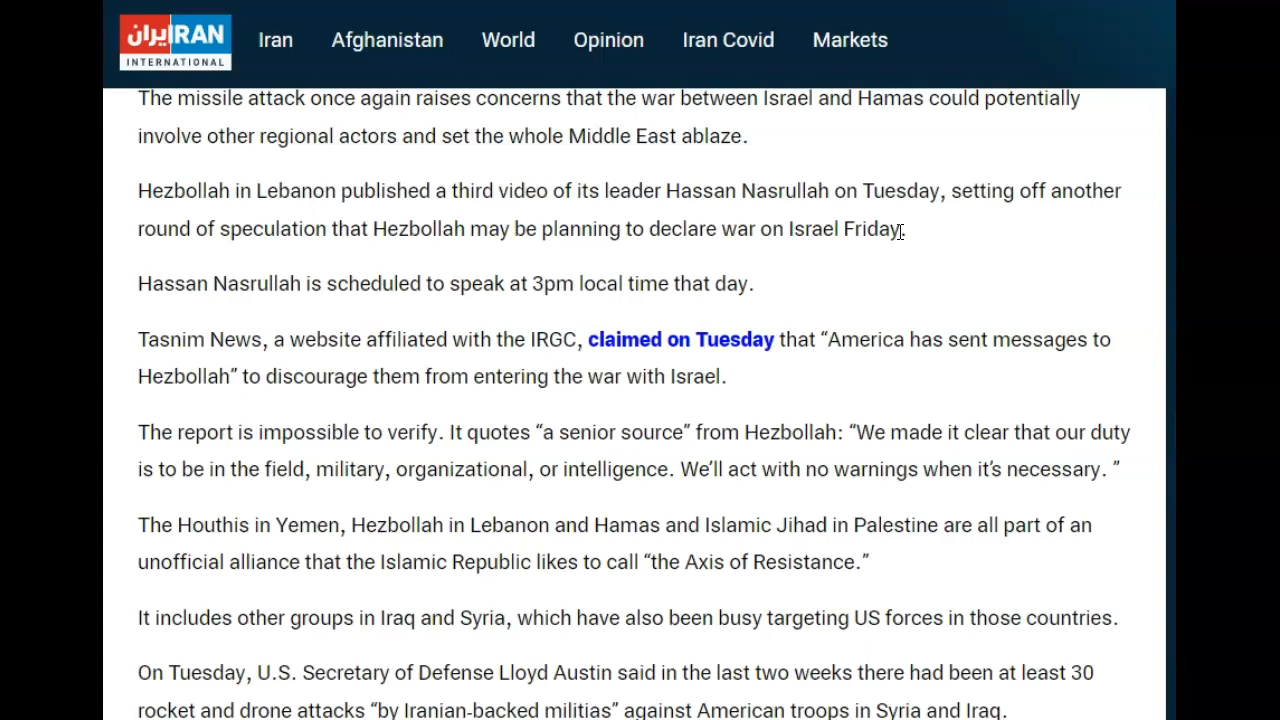 ایران IRAN
INTERNATIONAL
Iran Afghanistan World Opinion Iran Covid Markets
The missile attack once again raises concerns that the war between Israel and Hamas could potentially
involve other regional actors and set the whole Middle East ablaze.
Hezbollah in Lebanon published a third video of its leader Hassan Nasrullah on Tuesday, setting off another
round of speculation that Hezbollah may be planning to declare war on Israel Friday.
Hassan Nasrullah is scheduled to speak at 3pm local time that day.
Tasnim News, a website affiliated with the IRGC, claimed on Tuesday that “America has sent messages to
Hezbollah” to discourage them from entering the war with Israel.
The report is impossible to verify. It quotes “a senior source” from Hezbollah: “We made it clear that our duty
is to be in the field, military, organizational, or intelligence. We’ll act with no warnings when it’s necessary. ”
The Houthis in Yemen, Hezbollah in Lebanon and Hamas and Islamic Jihad in Palestine are all part of an
unofficial alliance that the Islamic Republic likes to call “the Axis of Resistance.”
It includes other groups in Iraq and Syria, which have also been busy targeting US forces in those countries.
On Tuesday, U.S. Secretary of Defense Lloyd Austin said in the last two weeks there had been at least 30
rocket and drone attacks “by Iranian-backed militias” against American troops in Syria and Iraq.